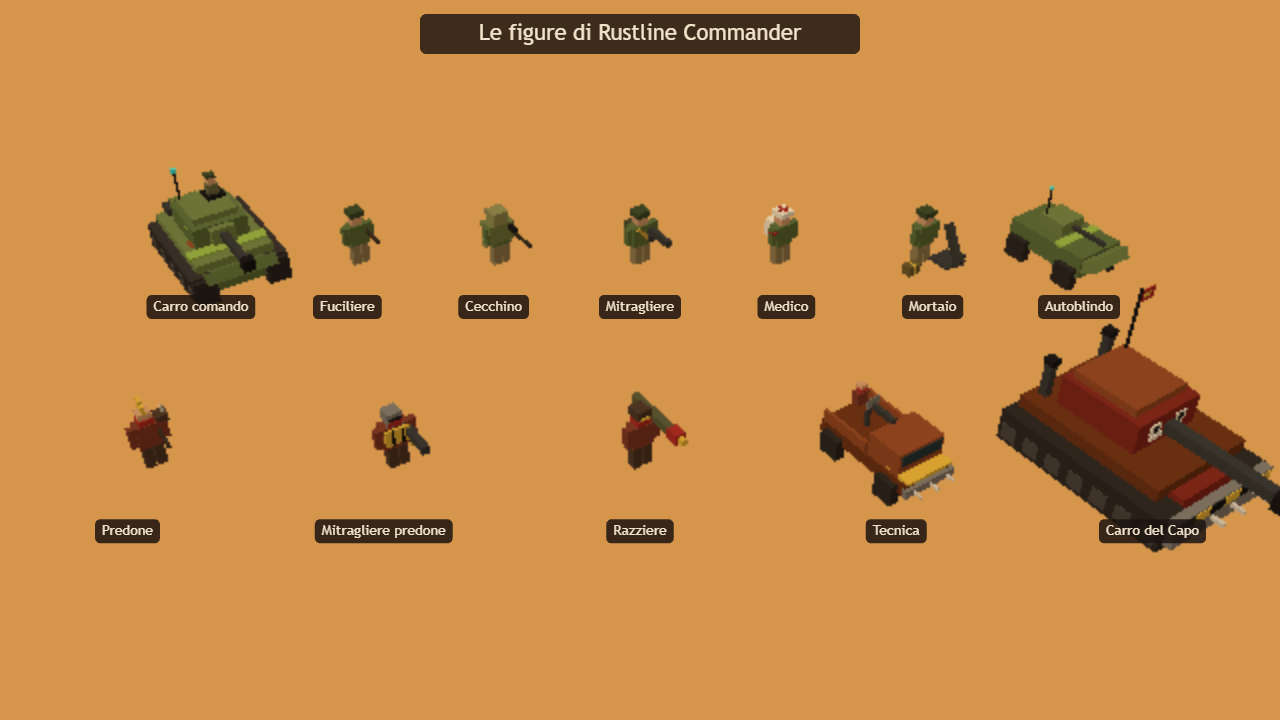 Le figure di Rustline Commander
Carro comando
Fuciliere
Cecchino
Mitragliere
Medico
Mortaio
Autoblindo
Predone
Mitragliere predone
Razziere
Tecnica
Carro del Capo